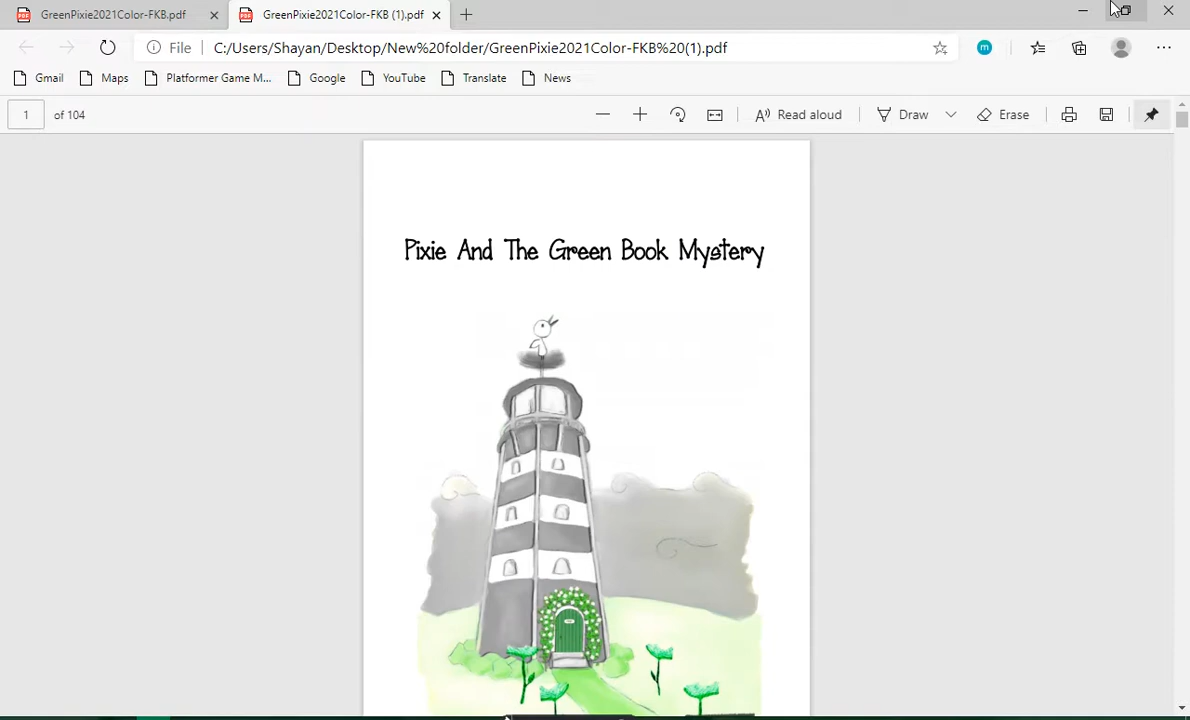 GreenPixie2021Color-FKB.pdf
GreenPixie2021Color-FKB (1).pdf
File C:/Users/Shayan/Desktop/New%20folder/GreenPixie2021Color-FKB%20(1).pdf m
Gmail Maps Platformer Game M... Google YouTube Translate News
1 of 104 Read aloud Draw Erase
Pixie And The Green Book Mystery